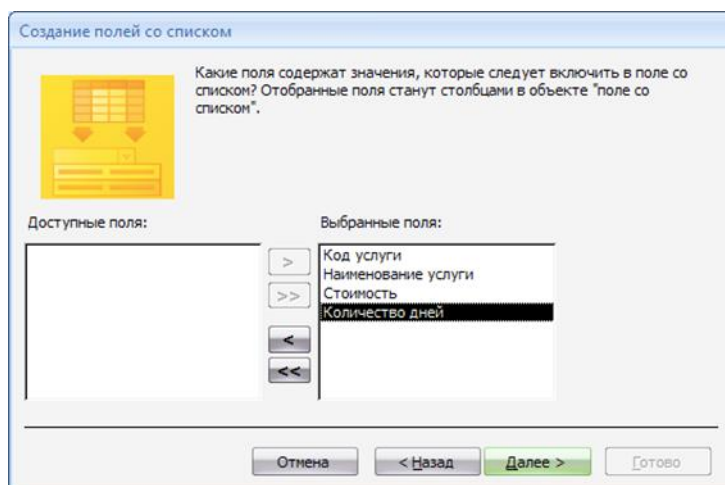 Создание полей со списком
Какие поля содержат значения, которые следует включить в поле со
списком? Отобранные поля станут столбцами в объекте "поле со
списком".
Доступные поля:
Выбранные поля:
>
>>
<
<<
Код услуги
Наименование услуги
Стоимость
Количество дней
Отмена
< Назад
Далее >
Готово